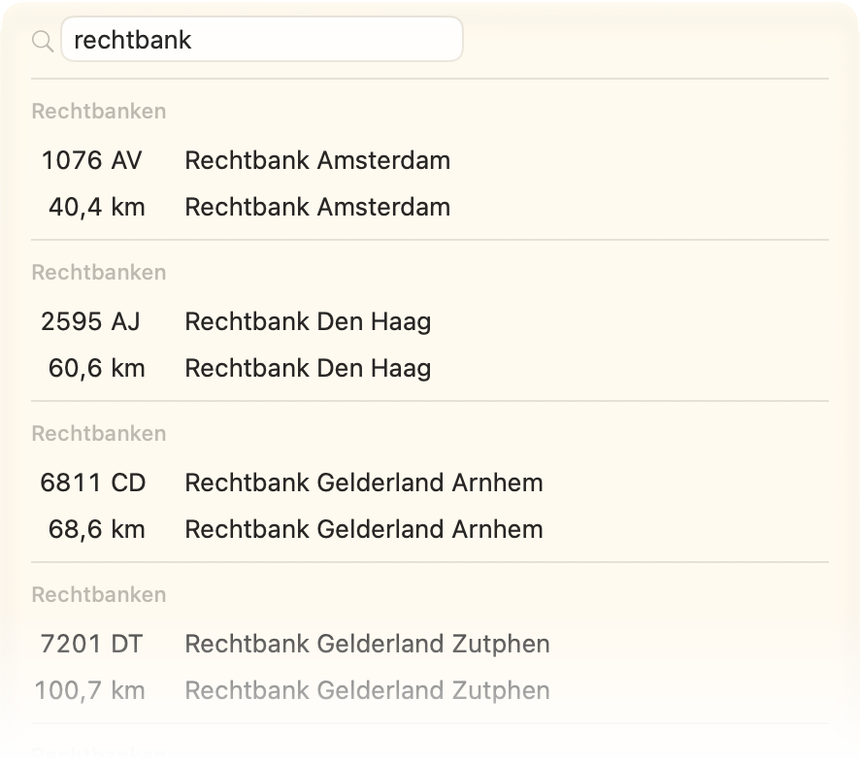 rechtbank
Rechtbanken
1076 AV Rechtbank Amsterdam
40,4 km Rechtbank Amsterdam
Rechtbanken
2595 AJ Rechtbank Den Haag
60,6 km Rechtbank Den Haag
Rechtbanken
6811 CD Rechtbank Gelderland Arnhem
68,6 km Rechtbank Gelderland Arnhem
Rechtbanken
7201 DT Rechtbank Gelderland Zutphen
100,7 km Rechtbank Gelderland Zutphen